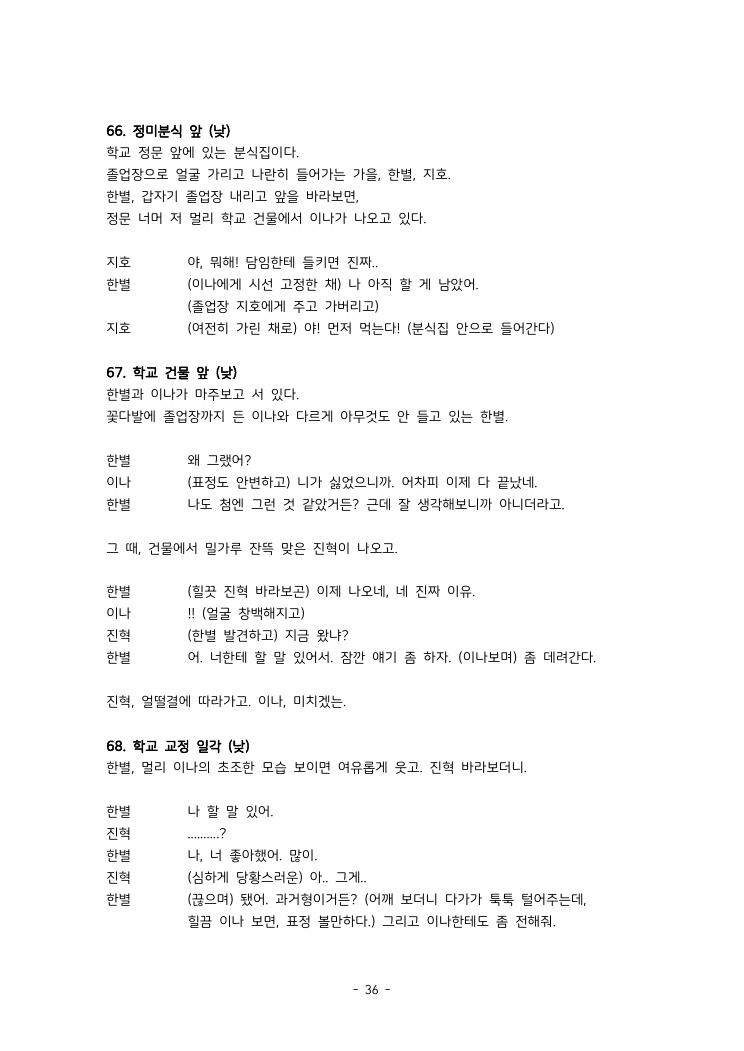 66. 정미분식 앞 (낮)
학교 정문 앞에 있는 분식집이다.
졸업장으로 얼굴 가리고 나란히 들어가는 가을, 한별, 지호.
한별, 갑자기 졸업장 내리고 앞을 바라보면,
정문 너머 저 멀리 학교 건물에서 이나가 나오고 있다.
지호 야, 뭐해! 담임한테 들키면 진짜..
한별 (이나에게 시선 고정한 채) 나 아직 할 게 남았어.
(졸업장 지호에게 주고 가버리고)
지호 (여전히 가린 채로) 야! 먼저 먹는다! (분식집 안으로 들어간다)
67. 학교 건물 앞 (낮)
한별과 이나가 마주보고 서 있다.
꽃다발에 졸업장까지 든 이나와 다르게 아무것도 안 들고 있는 한별.
한별 왜 그랬어?
이나 (표정도 안변하고) 니가 싫었으니까. 어차피 이제 다 끝났네.
한별 나도 첨엔 그런 것 같았거든? 근데 잘 생각해보니까 아니더라고.
그 때, 건물에서 밀가루 잔뜩 맞은 진혁이 나오고.
한별 (힐끗 진혁 바라보곤) 이제 나오네, 네 진짜 이유.
이나 !! (얼굴 창백해지고)
진혁 (한별 발견하고) 지금 왔냐?
한별 어. 너한테 할 말 있어서. 잠깐 얘기 좀 하자. (이나보며) 좀 데려간다.
진혁, 얼떨결에 따라가고. 이나, 미치겠는.
68. 학교 교정 일각 (낮)
한별, 멀리 이나의 초조한 모습 보이면 여유롭게 웃고. 진혁 바라보더니.
한별 나 할 말 있어.
진혁 ..........?
한별 나, 너 좋아했어. 많이.
진혁 (심하게 당황스러운) 아.. 그게..
한별 (끊으며) 됐어. 과거형이거든? (어깨 보더니 다가가 툭툭 털어주는데,
힐끔 이나 보면, 표정 볼만하다.) 그리고 이나한테도 좀 전해줘.
- 36 -